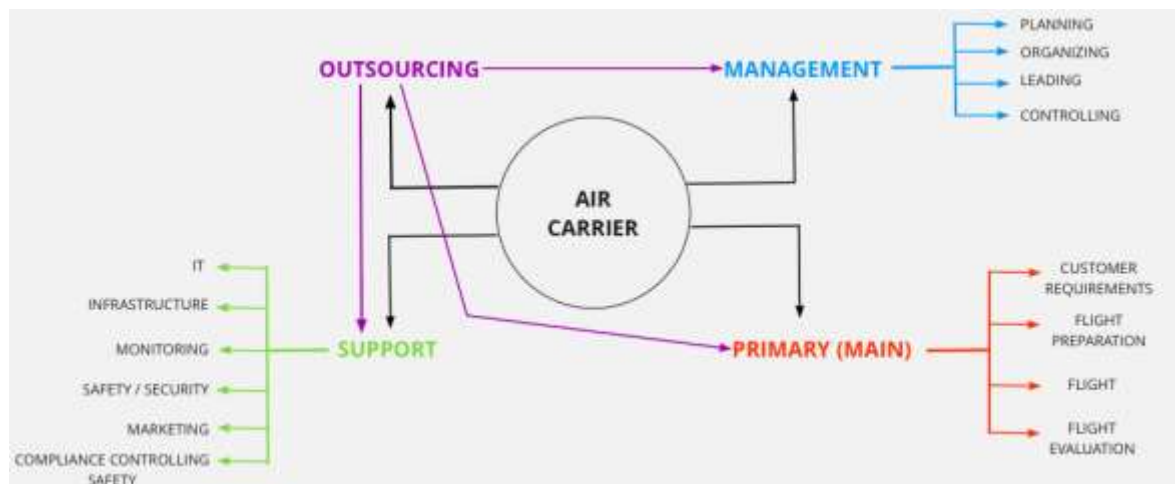 PLANNING
OUTSOURCING
MANAGEMENT
ORGANIZING
LEADING
CONTROLLING
AIR
CARRIER
IT
INFRASTRUCTURE
MONITORING
SAFETY / SECURITY
MARKETING
COMPLIANCE CONTROLLING
SAFETY
SUPPORT
PRIMARY (MAIN)
CUSTOMER
REQUIREMENTS
FLIGHT
PREPARATION
FLIGHT
FLIGHT
EVALUATION